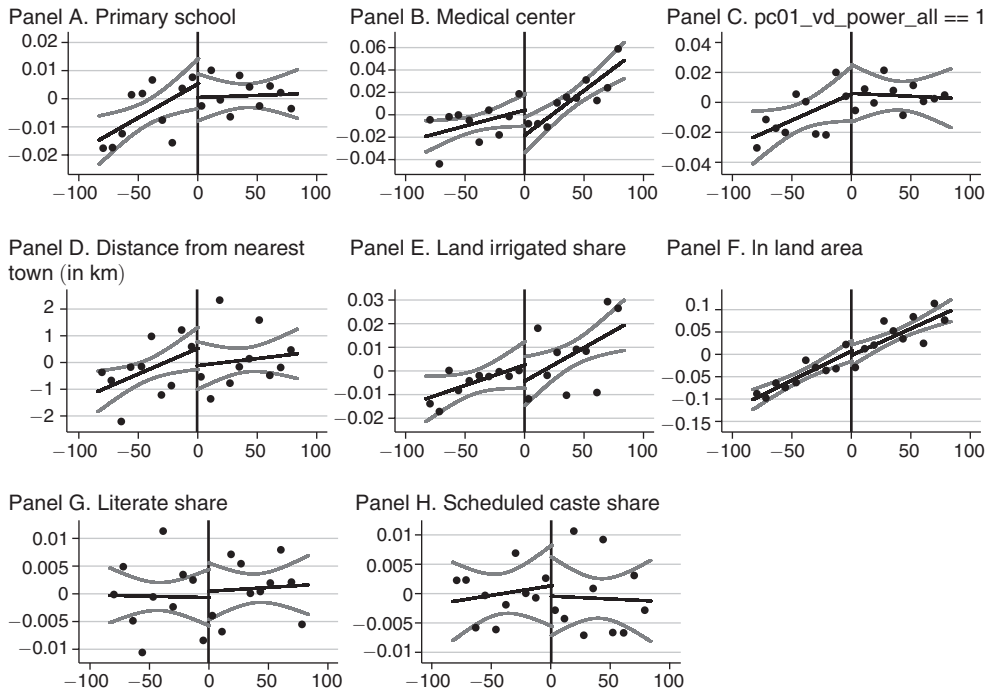 Panel A. Primary school
0.02
0.01
0
−0.01
−0.02
−100 −50 0 50 100
Panel B. Medical center
0.06
0.04
0.02
0
−0.02
−0.04
−100 −50 0 50 100
Panel C. pc01_vd_power_all == 1
0.04
0.02
0
−0.02
−0.04
−100 −50 0 50 100
Panel D. Distance from nearest
town (in km)
2
1
0
−1
−2
−100 −50 0 50 100
Panel E. Land irrigated share
0.03
0.02
0.01
0
−0.01
−0.02
−100 −50 0 50 100
Panel F. ln land area
0.1
0.05
0
−0.05
−0.1
−0.15
−100 −50 0 50 100
Panel G. Literate share
0.01
0.005
0
−0.005
−0.01
−100 −50 0 50 100
Panel H. Scheduled caste share
0.01
0.005
0
−0.005
−0.01
−100 −50 0 50 100